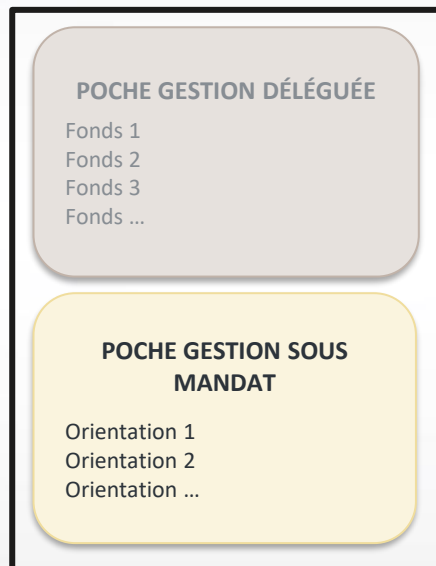 POCHE GESTION DÉLÉGUÉE
Fonds 1
Fonds 2
Fonds 3
Fonds …
POCHE GESTION SOUS
MANDAT
Orientation 1
Orientation 2
Orientation …